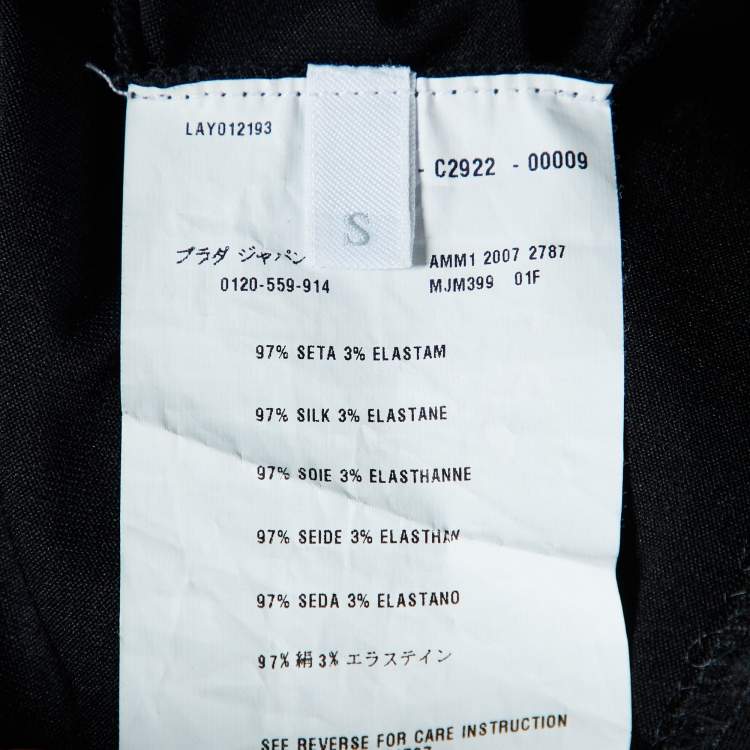 LAY012193
- C2922 - 00009
S
プラダ ジャパン
AMM1 2007 2787
0120-559-914
MJM399 01F
97% SETA 3% ELASTAM
97% SILK 3% ELASTANE
97% SOIE 3% ELASTHANNE
97% SEIDE 3% ELASTHAN
97% SEDA 3% ELASTANO
97%絹3%エラステイン
SEE REVERSE FOR CARE INSTRUCTION